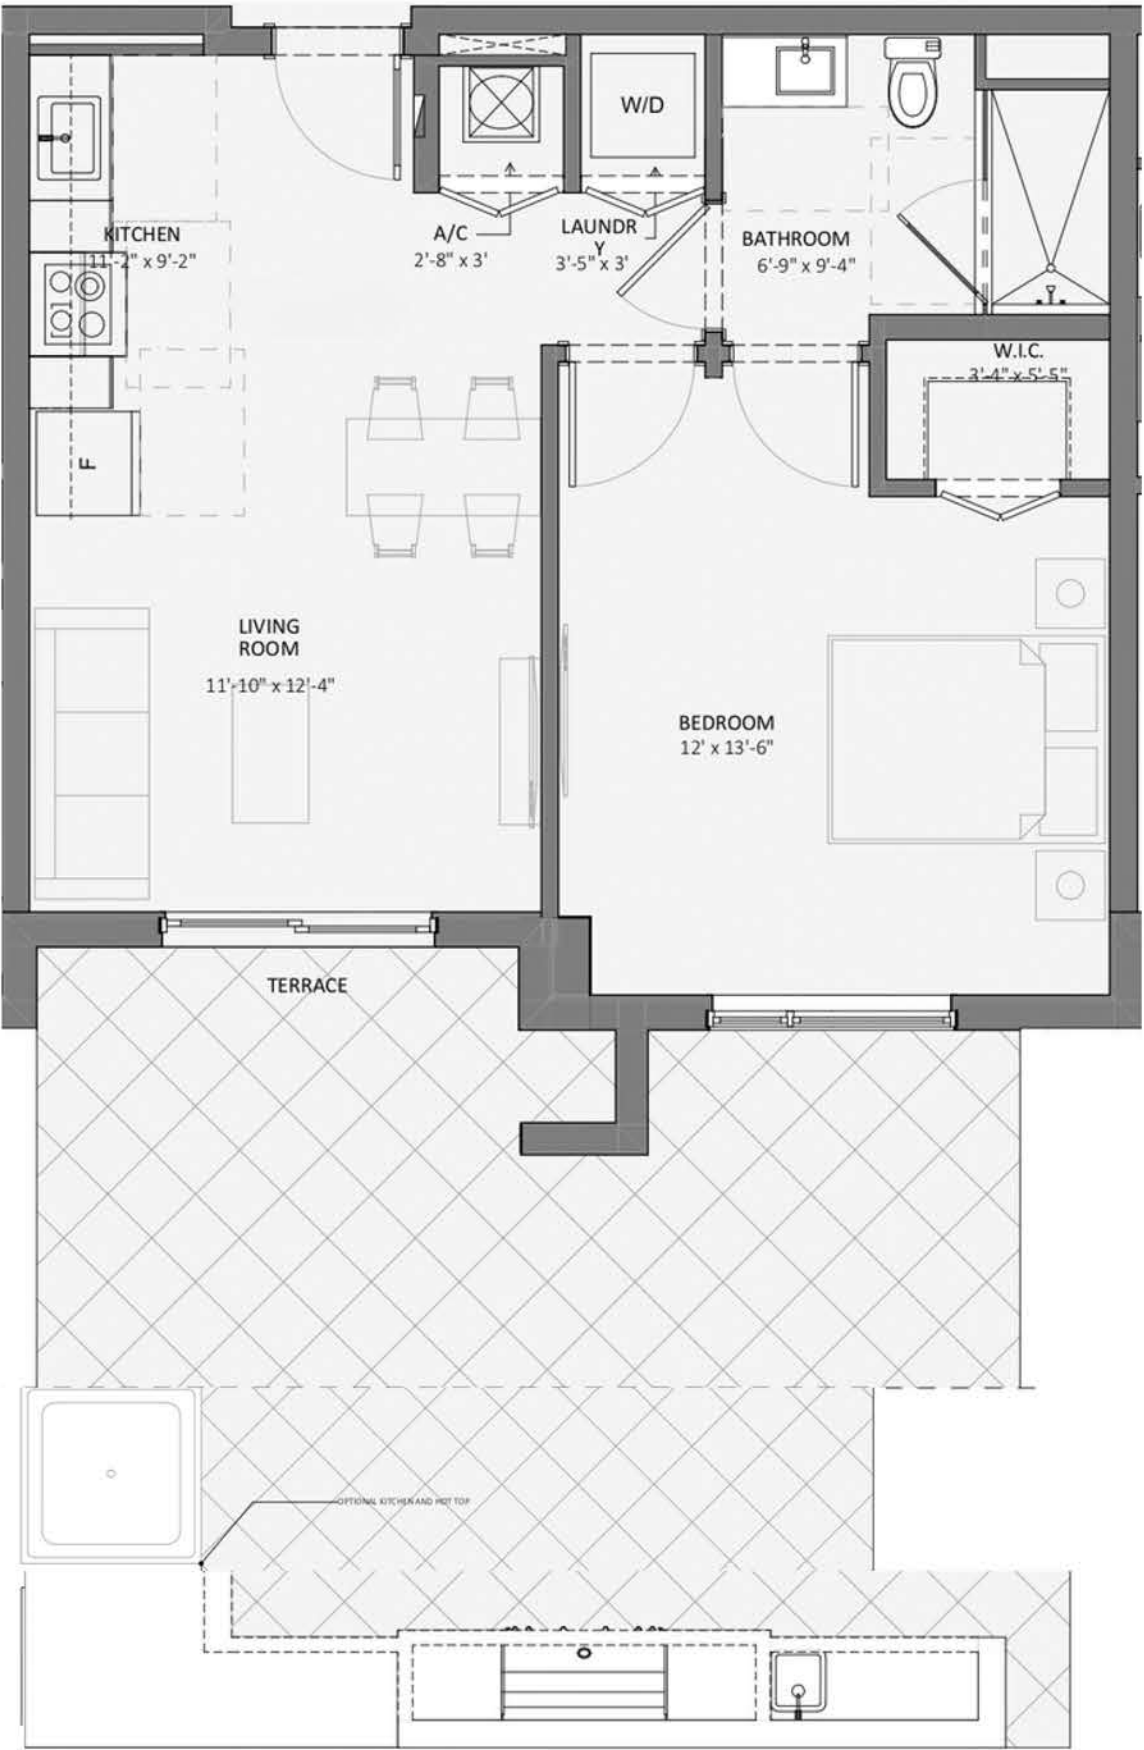 W/D
KITCHEN
11'-2" x 9'-2"
A/C
2'-8" x 3'
LAUNDR
Y
3'-5" x 3'
BATHROOM
6'-9" x 9'-4"
W.I.C.
3'-4" x 5'-5"
F
LIVING
ROOM
11'-10" x 12'-4"
BEDROOM
12' x 13'-6"
TERRACE
OPTIONAL KITCHEN AND HOT TOP